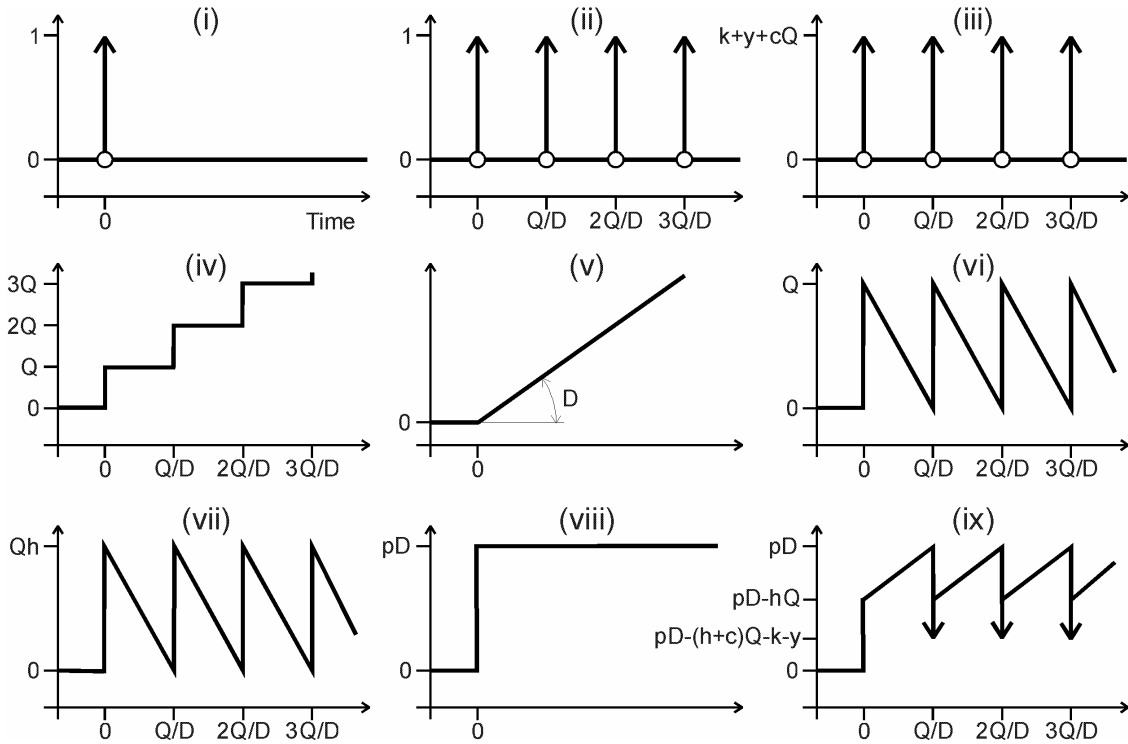 (i)
1
0
0
Time
(ii)
1
0
0 Q/D 2Q/D 3Q/D
(iii)
k+y+cQ
0
0 Q/D 2Q/D 3Q/D
(iv)
3Q
2Q
Q
0
0 Q/D 2Q/D 3Q/D
(v)
D
0
0
(vi)
Q
0
0 Q/D 2Q/D 3Q/D
(vii)
Qh
0
0 Q/D 2Q/D 3Q/D
(viii)
pD
0
0
(ix)
pD
pD-hQ
pD-(h+c)Q-k-y
0
0 Q/D 2Q/D 3Q/D